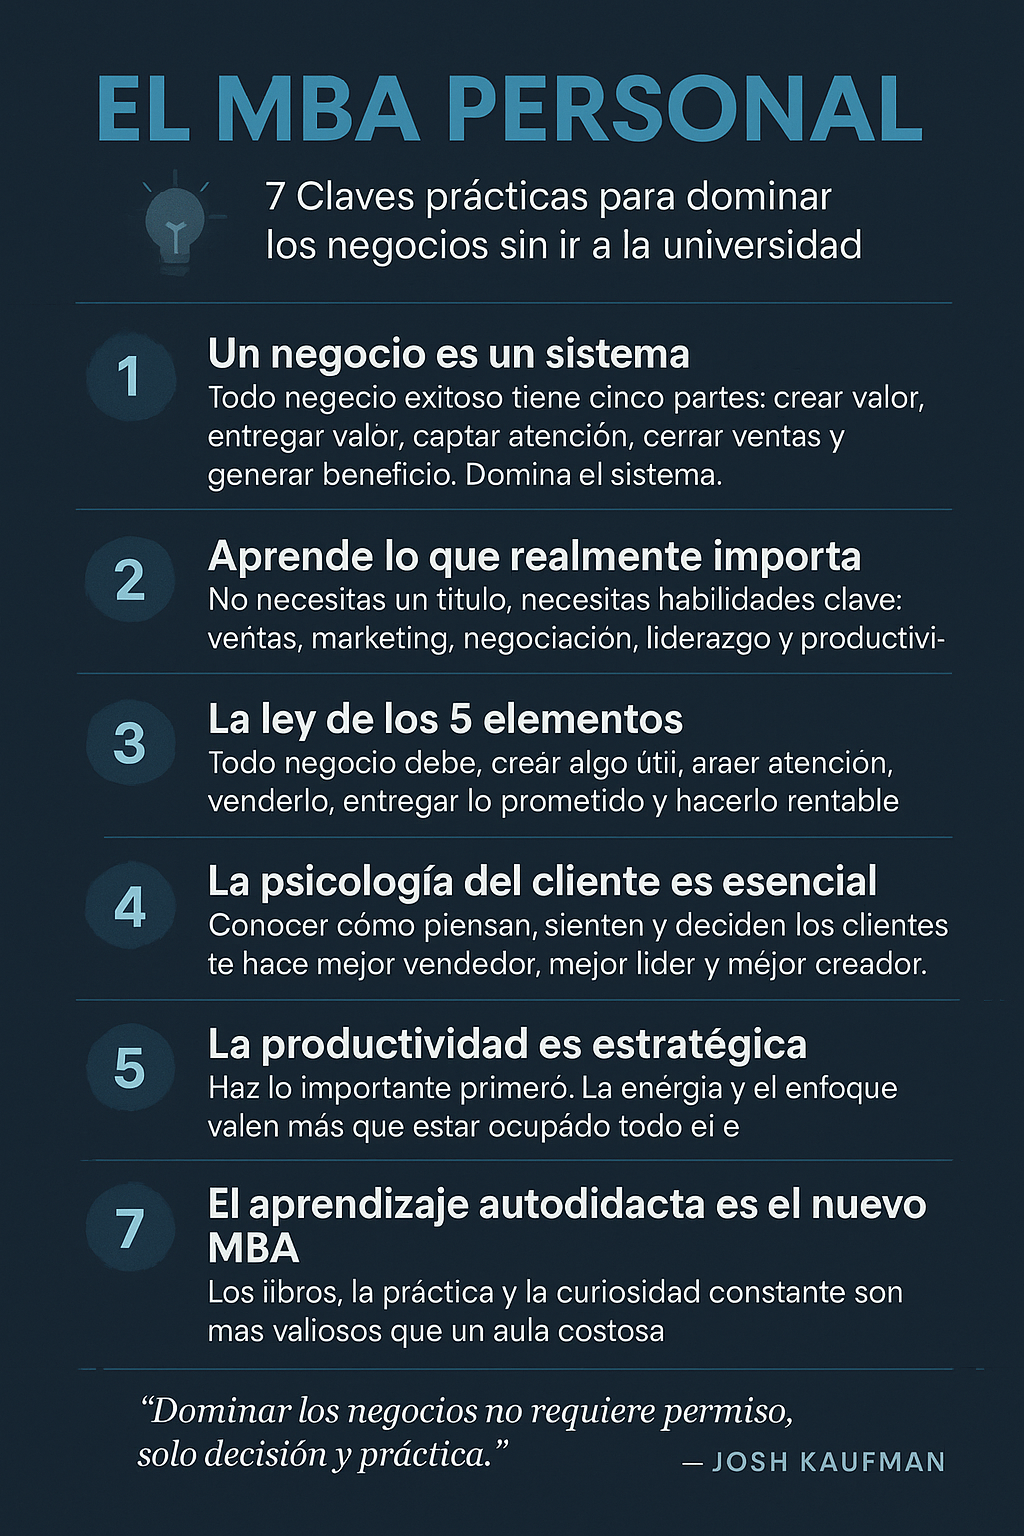 EL MBA PERSONAL
7 Claves prácticas para dominar
los negocios sin ir a la universidad
1
Un negocio es un sistema
Todo negecio exitoso tiene cinco partes: crear valor,
entregar valor, captar atención, cerrar ventas y
generar beneficio. Domina el sistema.
2
Aprende lo que realmente importa
No necesitas un titulo, necesitas habilidades clave:
veńtas, marketing, negociación, liderazgo y productivi-
3
La ley de los 5 elementos
Todo negocio debe, creár algo útii, araer atención,
venderlo, entregar lo prometido y hacerlo rentable
4
La psicología del cliente es esencial
Conocer cómo piensan, sienten y deciden los clientes
te hace mejor vendedor, mejor lider y méjor creador.
5
La productividad es estratégica
Haz lo importante primeró. La enérgia y el enfoque
valen más que estar ocupádo todo ei e
7
El aprendizaje autodidacta es el nuevo
MBA
Los iibros, la práctica y la curiosidad constante son
mas valiosos que un aula costosa
“Dominar los negocios no requiere permiso,
solo decisión y práctica.”
— JOSH KAUFMAN